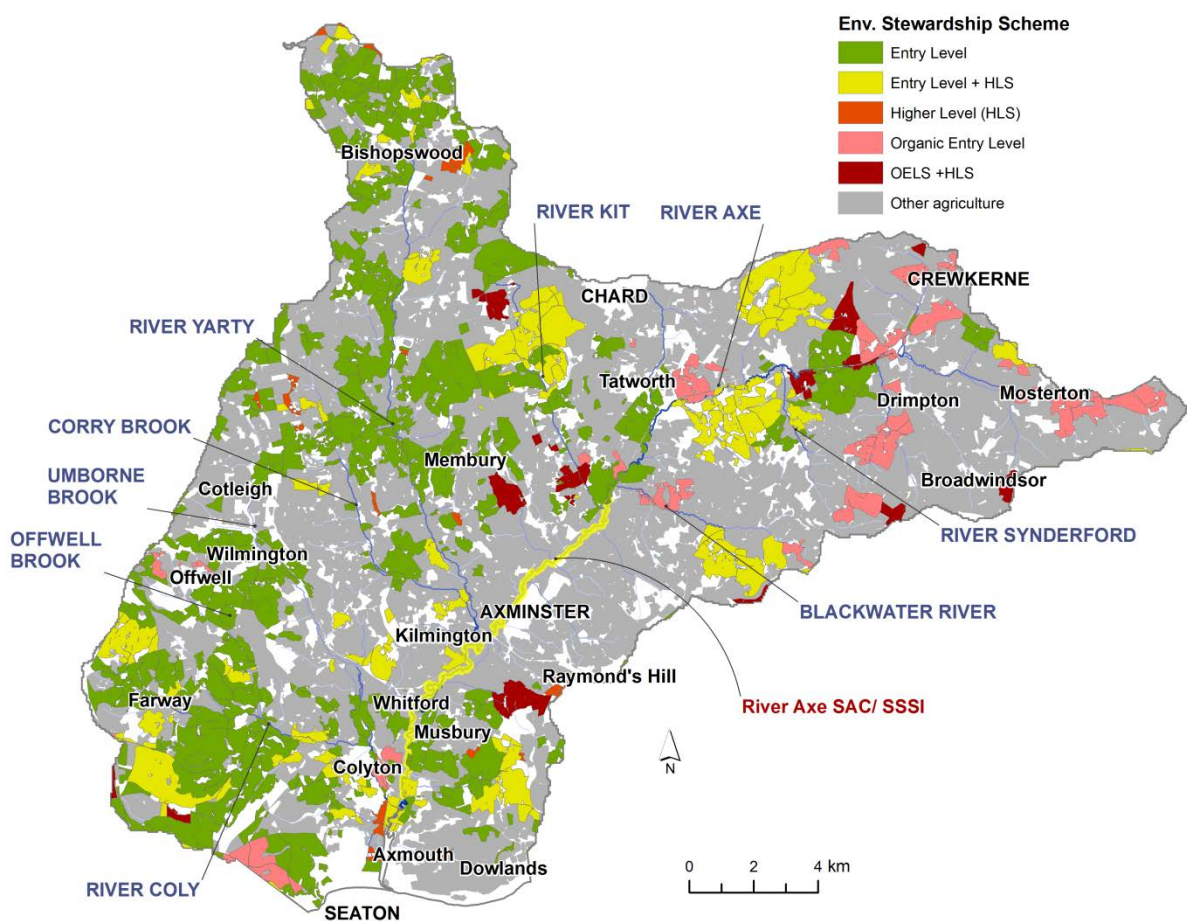 Env. Stewardship Scheme
Entry Level
Entry Level + HLS
Higher Level (HLS)
Organic Entry Level
OELS +HLS
Other agriculture
Bishopswood
RIVER KIT
RIVER AXE
CREWKERNE
CHARD
RIVER YARTY
Tatworth
Mosterton
Drimpton
CORRY BROOK
Membury
UMBORNE
BROOK
Cotleigh
Broadwindsor
OFFWELL
BROOK
Wilmington
Offwell
RIVER SYNDERFORD
AXMINSTER
BLACKWATER RIVER
Kilmington
Raymond's Hill
Farway
Whitford
River Axe SAC/ SSSI
Musbury
N
Colyton
Axmouth
Dowlands
0 2 4 km
RIVER COLY
SEATON